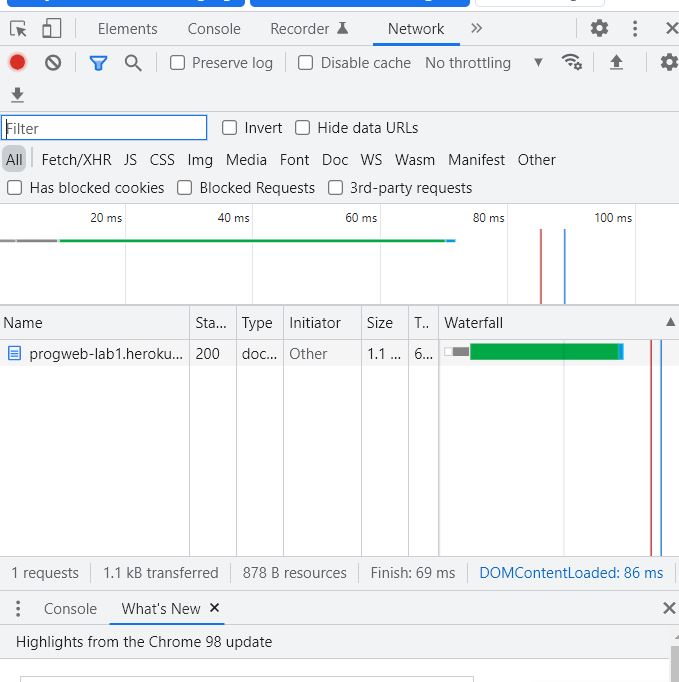 Elements Console Recorder Network
Preserve log Disable cache No throttling
Filter Invert Hide data URLs
All Fetch/XHR JS CSS Img Media Font Doc WS Wasm Manifest Other
Has blocked cookies Blocked Requests 3rd-party requests
20 ms 40 ms 60 ms 80 ms 100 ms
Name Sta... Type Initiator Size T.. Waterfall
progweb-lab1.heroku... 200 doc... Other 1.1 ... 6...
1 requests 1.1 kB transferred 878 B resources Finish: 69 ms DOMContentLoaded: 86 ms
Console What's New
Highlights from the Chrome 98 update